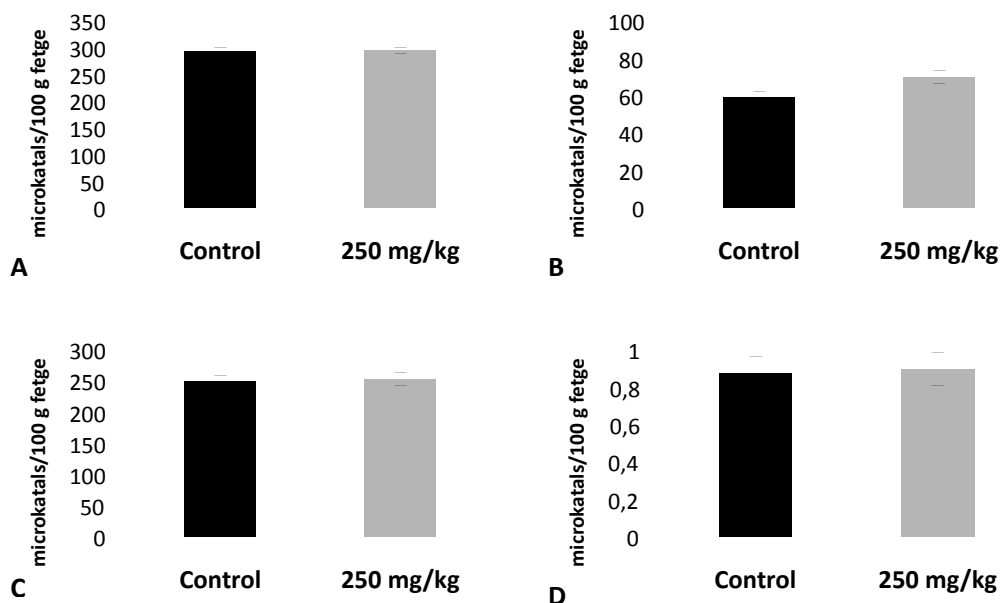 microkatals/100 g fetge
350
300
250
200
150
100
50
0
Control
250 mg/kg
A
microkatals/100 g fetge
100
80
60
40
20
0
Control
250 mg/kg
B
microkatals/100 g fetge
300
250
200
150
100
50
0
Control
250 mg/kg
C
microkatals/100 g fetge
1
0,8
0,6
0,4
0,2
0
Control
250 mg/kg
D